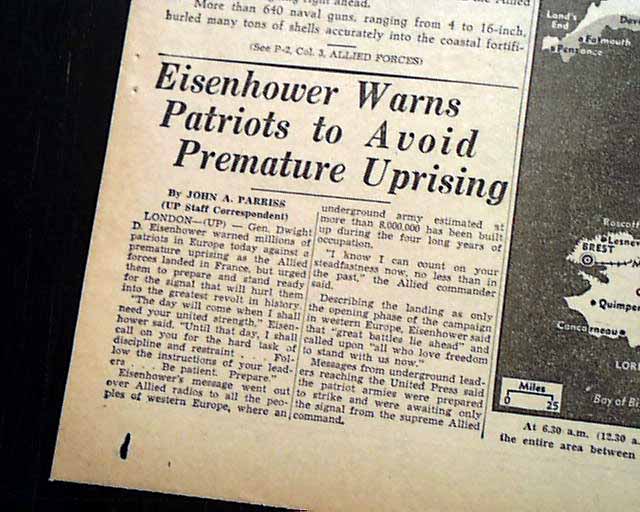 ing right ahead.
More than 640 naval guns, ranging from 4 to 16-inch,
hurled many tons of shells accurately into the coastal fortifi-
(See P-2, Col. 3, ALLIED FORCES)
Eisenhower Warns
Patriots to Avoid
Premature Uprising
By JOHN A. PARRISS
(UP Staff Correspondent)
LONDON—(UP) — Gen. Dwight
D. Eisenhower warned millions of
patriots in Europe today against a
premature uprising as the Allied
forces landed in France, but urged
them to prepare and stand ready
for the signal that will hurl them
into the greatest revolt in history.
"The day will come when I shall
need your united strength," Eisen-
hower said. "Until that day, I shall
call on you for the hard task of
discipline and restraint . . . Fol-
low the instructions of your lead-
ers . . . Be patient. Prepare."
Eisenhower's message went out
over Allied radios to all the peo-
ples of western Europe, where an
underground army estimated at
more than 8,000,000 has been built
up during the four long years of
occupation.
"I know I can count on your
steadfastness now, no less than in
the past," the Allied commander
said.
Describing the landing as only
the opening phase of the campaign
in western Europe, Eisenhower said
that "great battles lie ahead" and
called upon "all who love freedom
to stand with us now."
Messages from underground lead-
ers reaching the United Press said
the patriot armies were prepared
to strike and were awaiting only
the signal from the supreme Allied
command.
Land's
End
Falmouth
Penzance
Roscoff
Lesne
BREST
Quimper
Concarneau
LORI
Miles
0 25
Bay of Bi
At 6.30 a.m. (12.30 a.
the entire area between